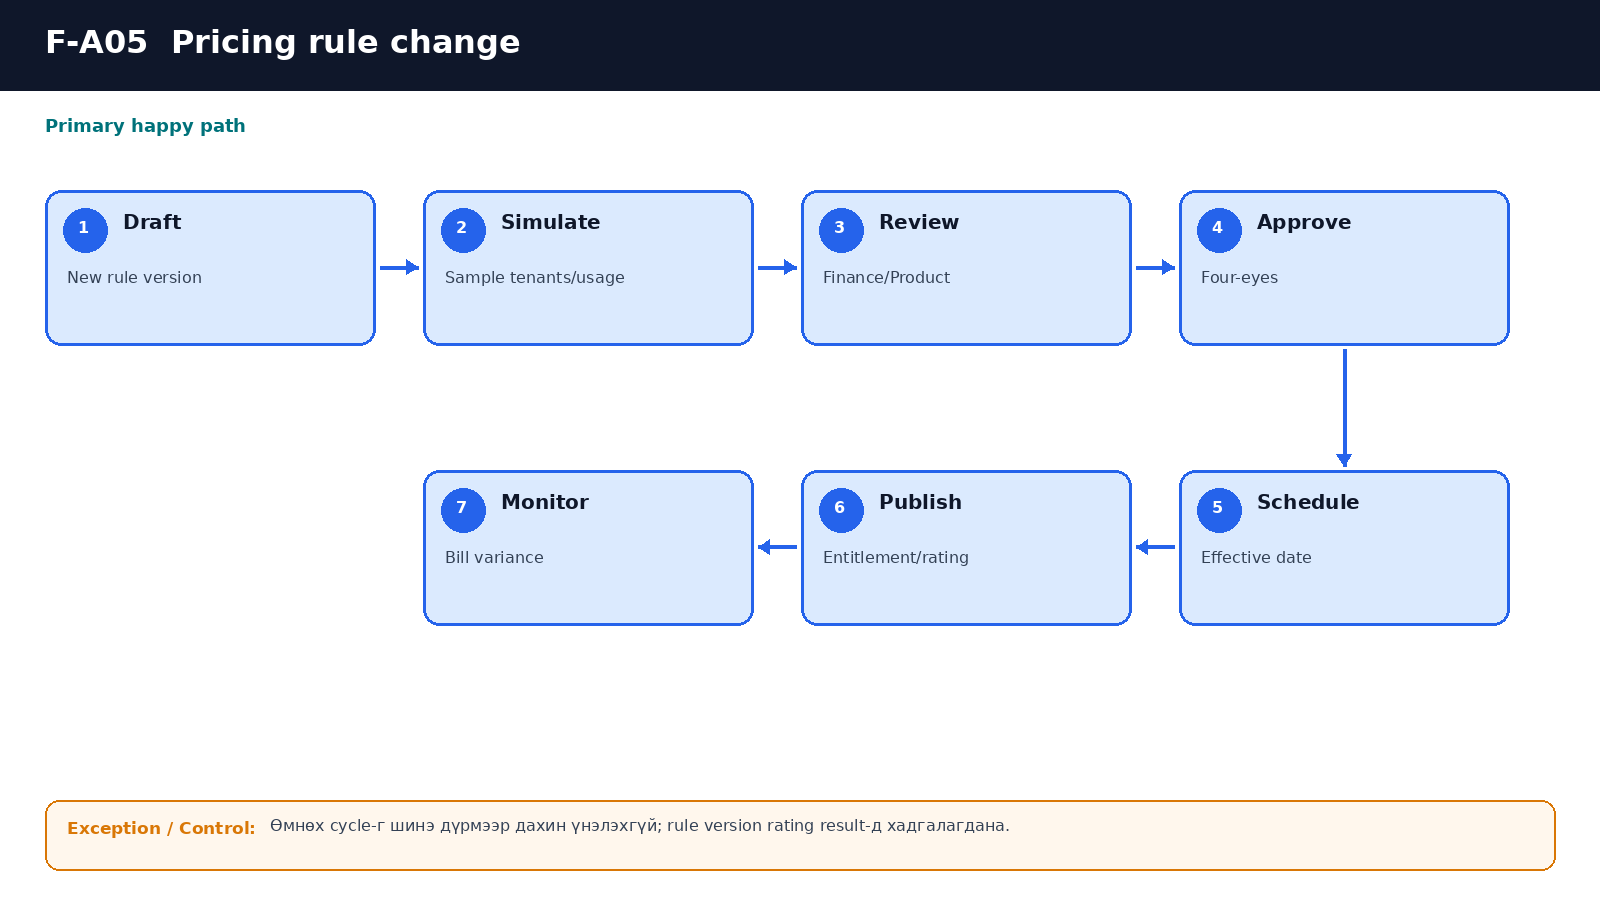 F-A05 Pricing rule change
Primary happy path
1 Draft
New rule version
2 Simulate
Sample tenants/usage
3 Review
Finance/Product
4 Approve
Four-eyes
5 Schedule
Effective date
6 Publish
Entitlement/rating
7 Monitor
Bill variance
Exception / Control: Өмнөх cycle-г шинэ дүрмээр дахин үнэлэхгүй; rule version rating result-д хадгалагдана.